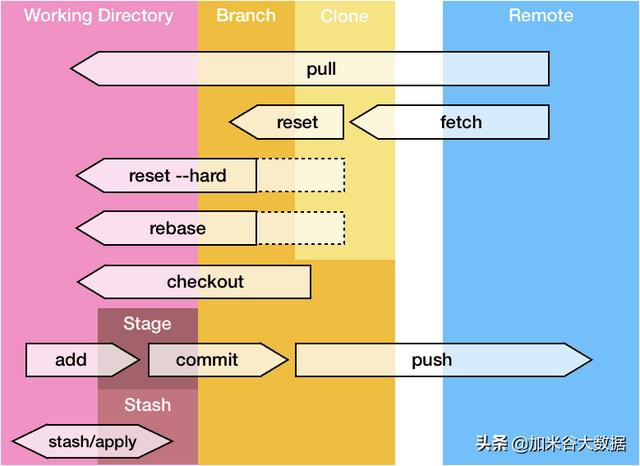 Working Directory
Branch
Clone
Remote
pull
reset
fetch
reset --hard
rebase
checkout
Stage
add
commit
push
Stash
stash/apply
头条 @加米谷大数据